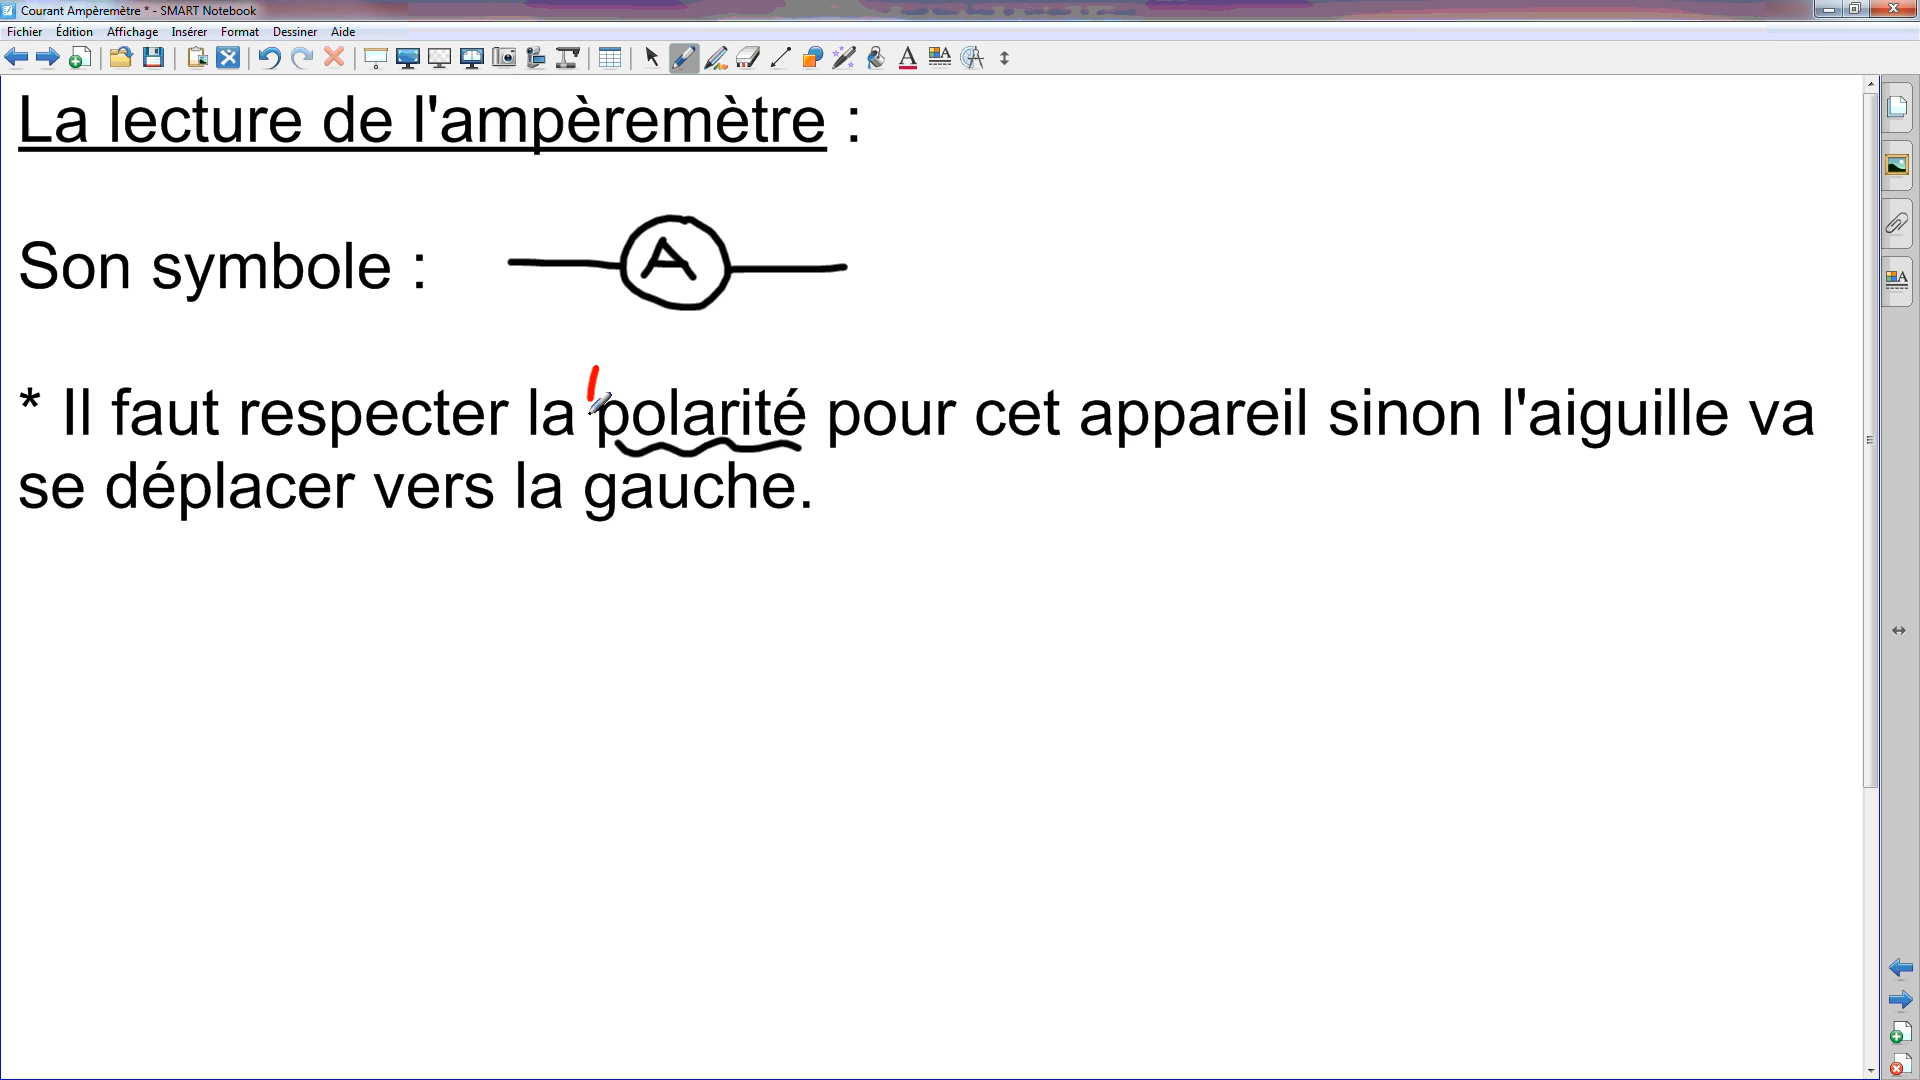 Courant Ampèremètre * - SMART Notebook
Fichier Édition Affichage Insérer Format Dessiner Aide
La lecture de l'ampèremètre :
Son symbole :
A
* Il faut respecter la polarité pour cet appareil sinon l'aiguille va
se déplacer vers la gauche.